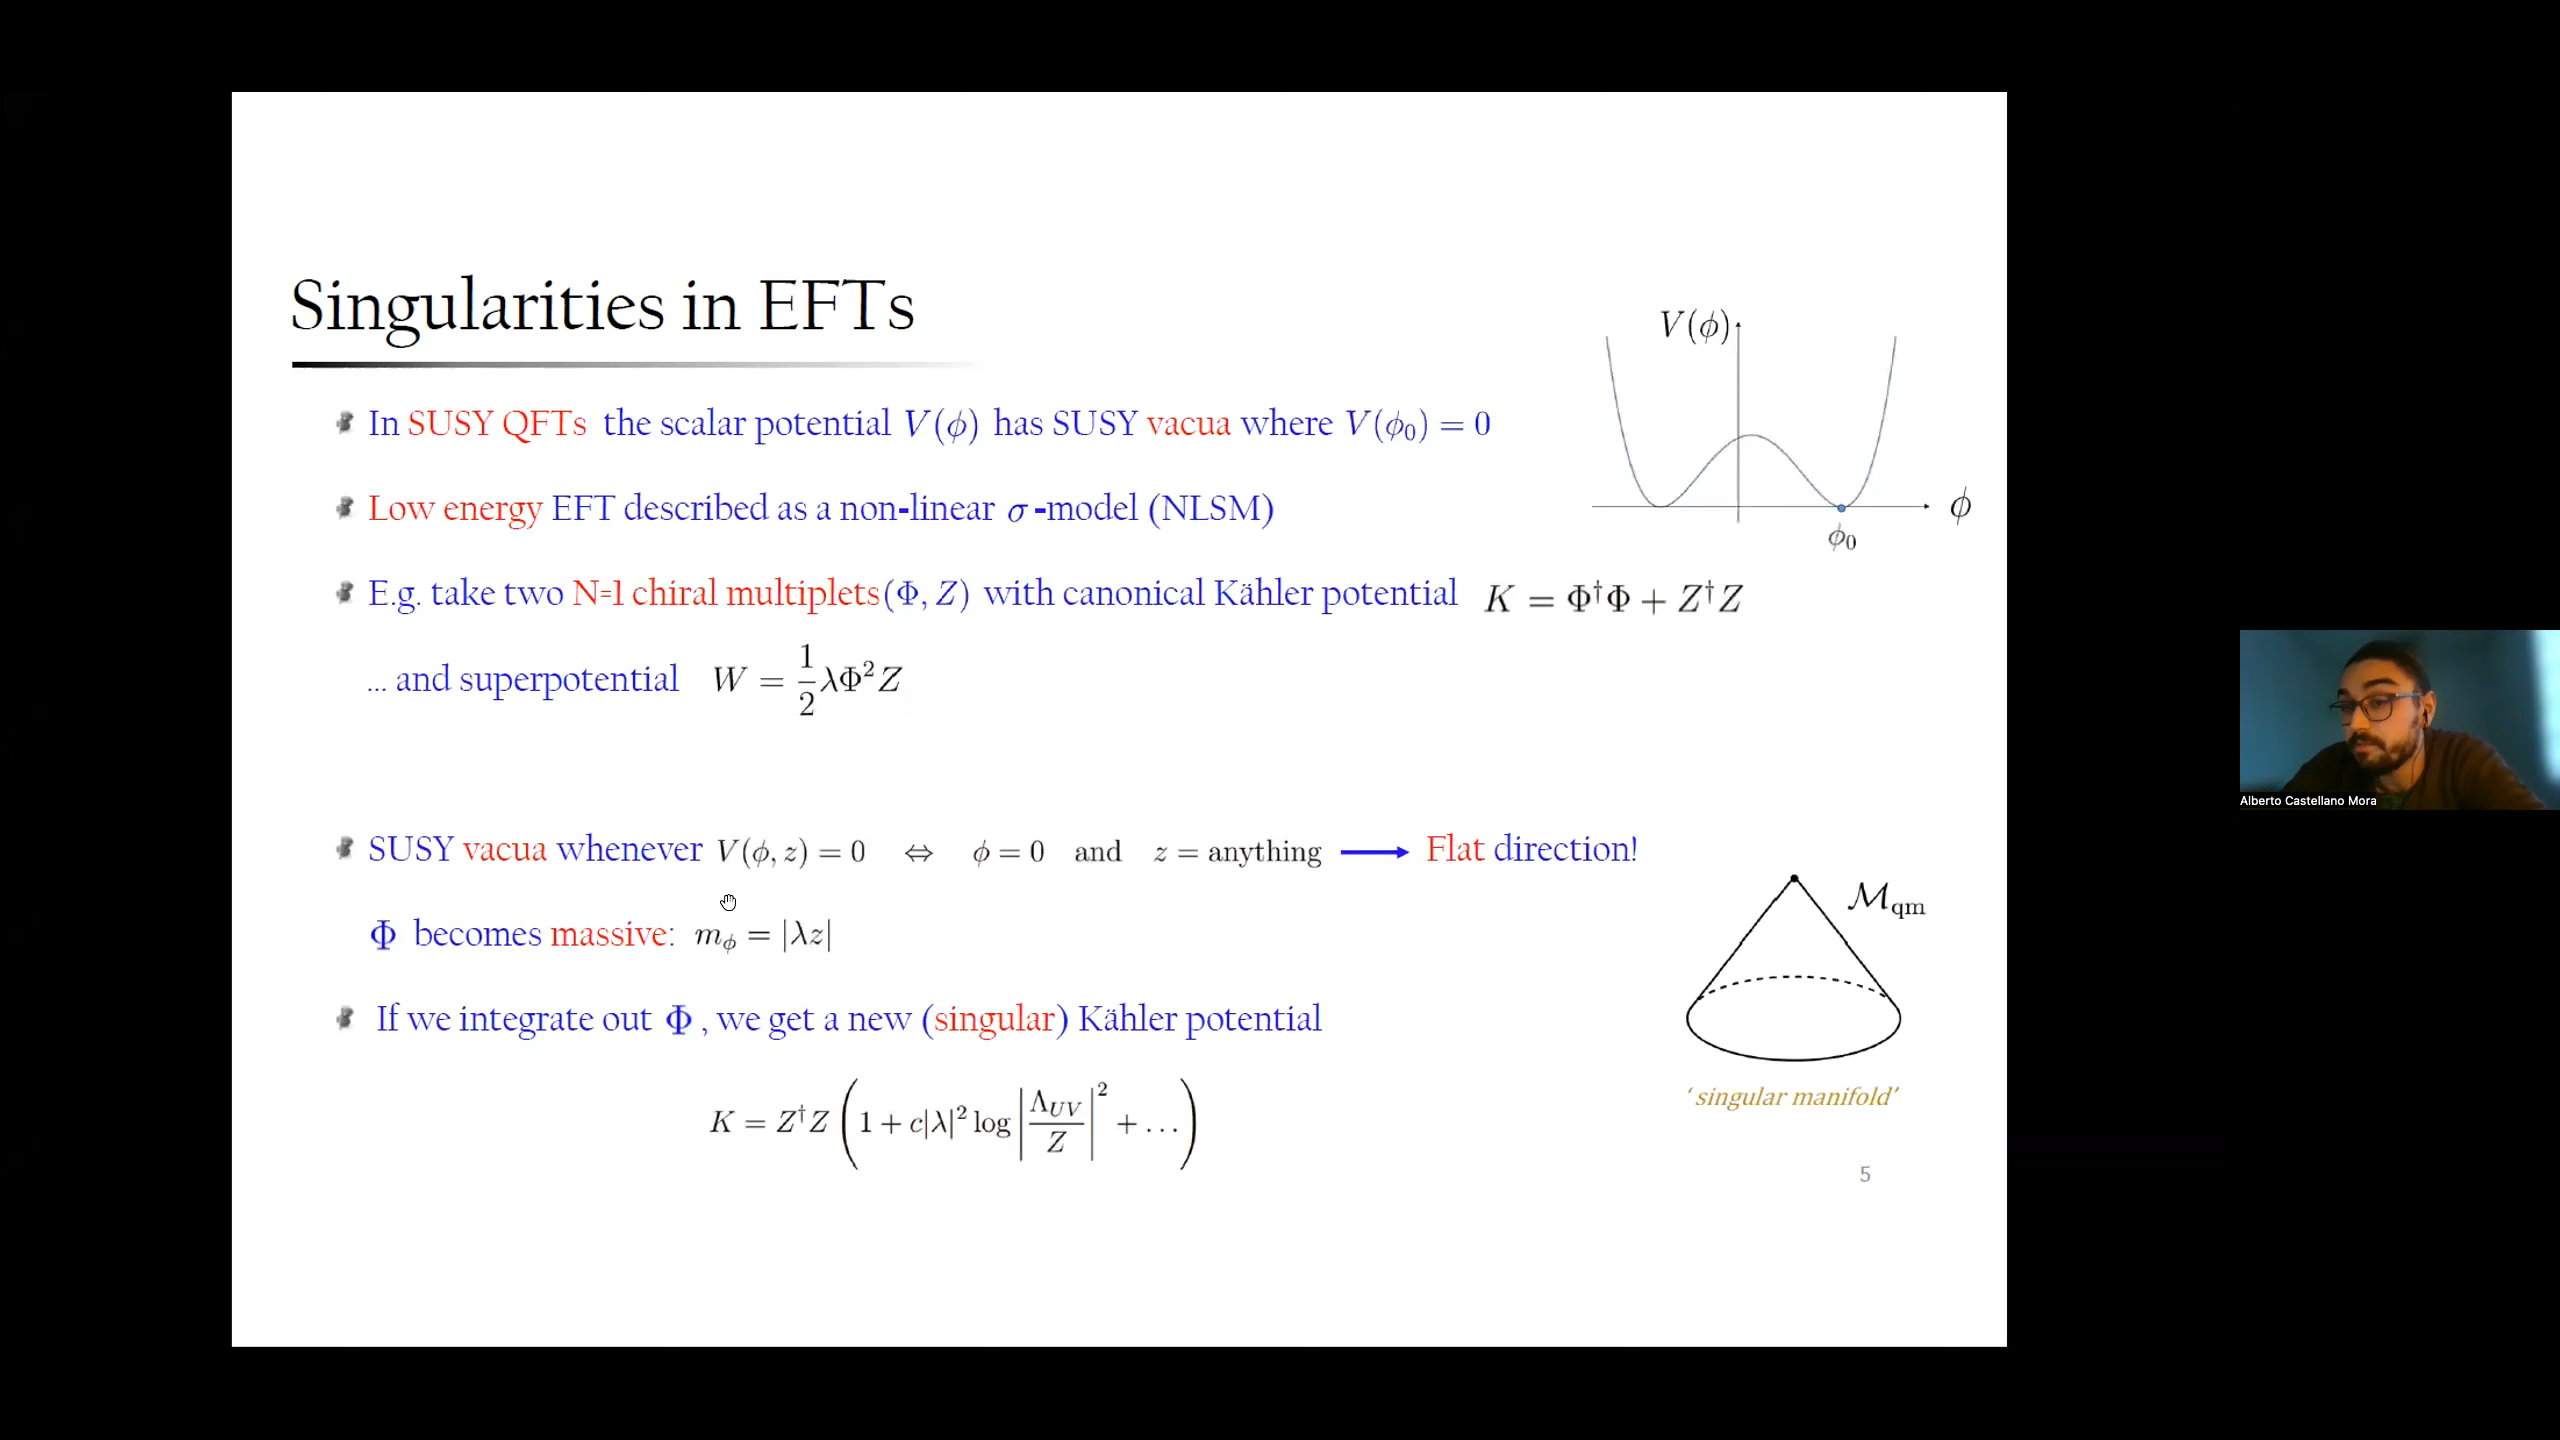 Singularities in EFTs
V(ϕ)
ϕ
ϕ₀
In SUSY QFTs the scalar potential V(ϕ) has SUSY vacua where V(ϕ₀) = 0
Low energy EFT described as a non-linear σ-model (NLSM)
E.g. take two N=1 chiral multiplets (Φ, Z) with canonical Kähler potential K = Φ†Φ + Z†Z
... and superpotential W = 1/2 λΦ²Z
SUSY vacua whenever V(ϕ, z) = 0 ⇔ ϕ = 0 and z = anything ⟶ Flat direction!
Φ becomes massive: m_ϕ = |λz|
If we integrate out Φ, we get a new (singular) Kähler potential
K = Z†Z (1 + c|λ|² log |Λ_UV / Z|² + ...)
ℳ_qm
‘singular manifold’
5
Alberto Castellano Mora